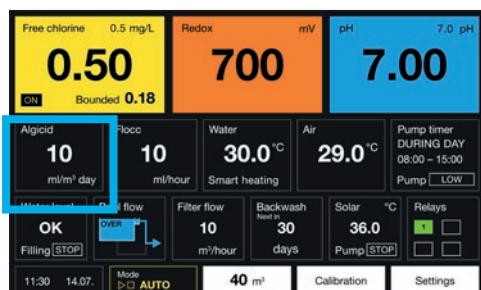 Free chlorine 0.5 mg/L
0.50
ON Bounded 0.18
Redox mV
700
pH 7.0 pH
7.00
Algicid
10
ml/m³ day
Flocc
10
ml/hour
Water
30.0°C
Smart heating
Air
29.0°C
Pump timer
DURING DAY
08:00 – 15:00
Pump LOW
Water level
OK
Filling STOP
Pool flow
OVER
Filter flow
10
m³/hour
Backwash
Next in
30
days
Solar °C
36.0
Pump STOP
Relays
1
11:30 14.07.
Mode
AUTO
40 m³
Calibration
Settings